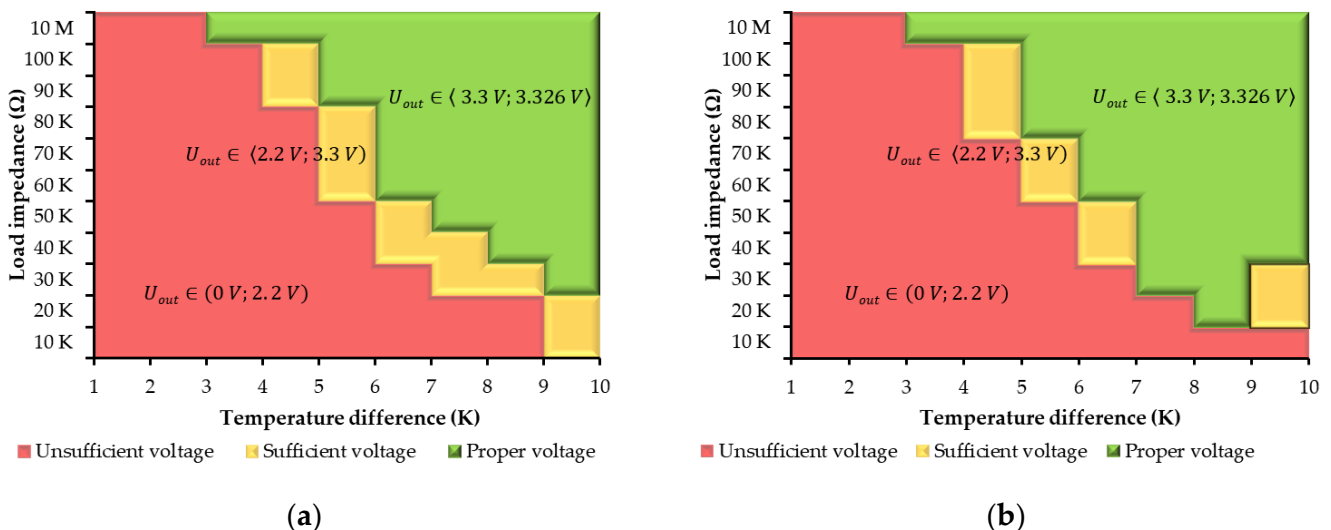 10 M
100 K
80 K
70 K
60 K
50 K
40 K
30 K
20 K
10 K
Load impedance (Ω)
U_out ∈ ⟨ 3.3 V; 3.326 V⟩
U_out ∈ ⟨2.2 V; 3.3 V)
U_out ∈ (0 V; 2.2 V)
1 2 3 4 5 6 7 8 9 10
Temperature difference (K)
Unsufficient voltage Sufficient voltage Proper voltage
(a)
10 M
100 K
80 K
70 K
60 K
50 K
40 K
30 K
20 K
10 K
Load impedance (Ω)
U_out ∈ ⟨ 3.3 V; 3.326 V⟩
U_out ∈ ⟨2.2 V; 3.3 V)
U_out ∈ (0 V; 2.2 V)
1 2 3 4 5 6 7 8 9 10
Temperature difference (K)
Unsufficient voltage Sufficient voltage Proper voltage
(b)